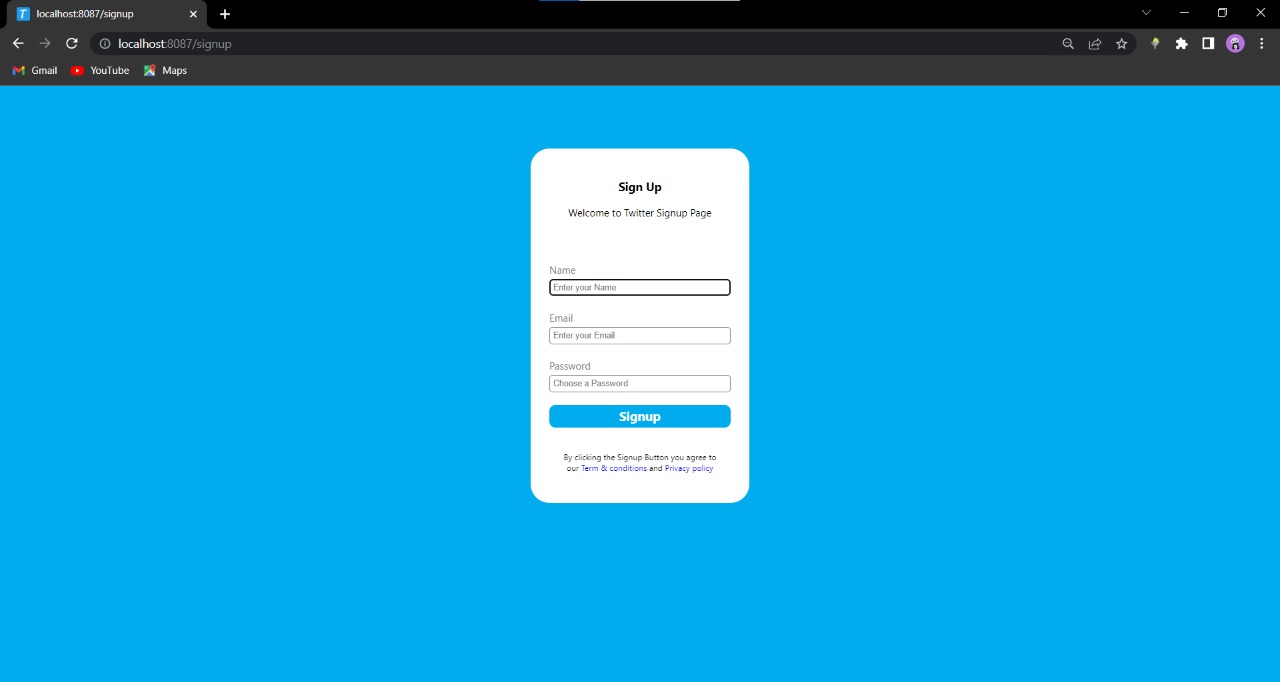 T localhost:8087/signup
localhost:8087/signup
Gmail YouTube Maps
Sign Up
Welcome to Twitter Signup Page
Name
Enter your Name
Email
Enter your Email
Password
Choose a Password
Signup
By clicking the Signup Button you agree to
our Term & conditions and Privacy policy